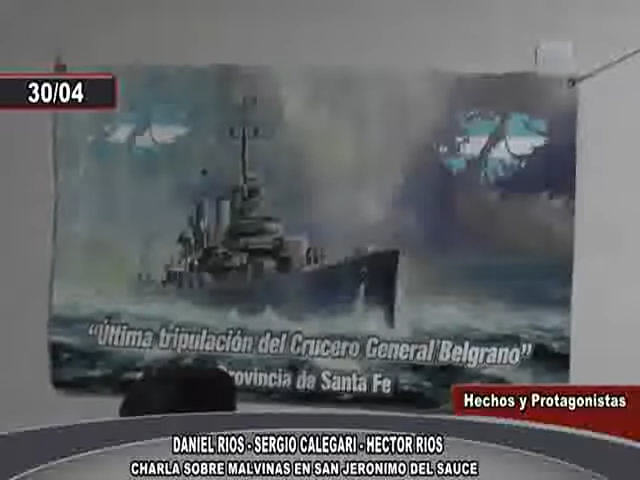 30/04
“Última tripulación del Crucero General Belgrano”
Provincia de Santa Fe
Hechos y Protagonistas
DANIEL RIOS - SERGIO CALEGARI - HECTOR RIOS
CHARLA SOBRE MALVINAS EN SAN JERONIMO DEL SAUCE